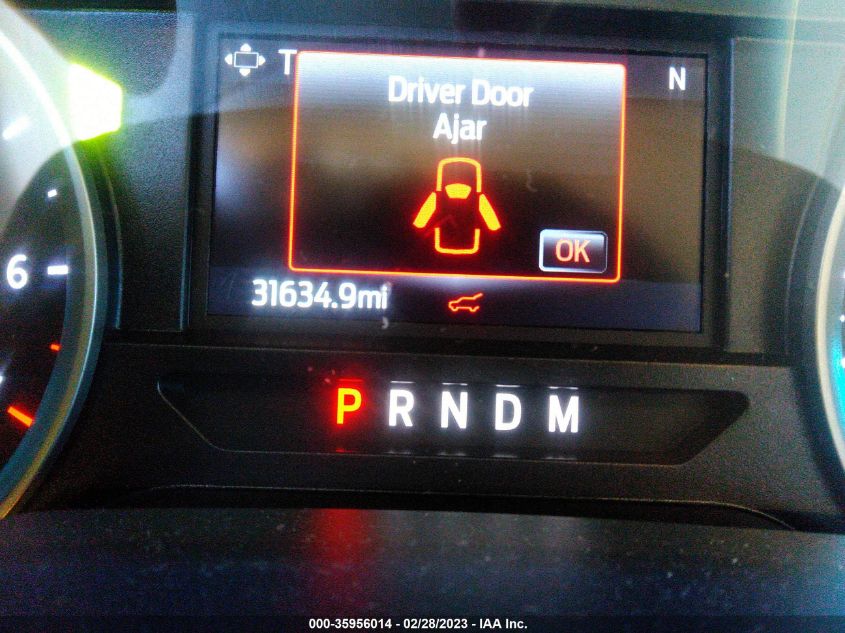 T
N
Driver Door
Ajar
OK
31634.9mi
6
P R N D M
000-35956014 - 02/28/2023 - IAA Inc.